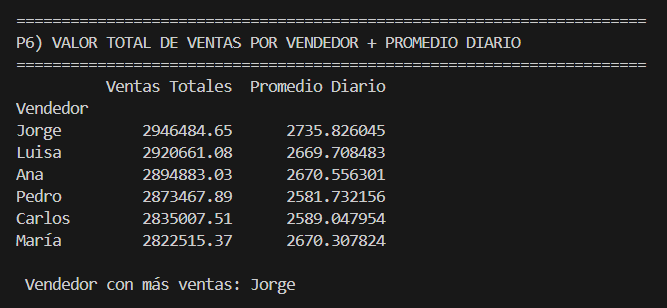 ======================================================================
P6) VALOR TOTAL DE VENTAS POR VENDEDOR + PROMEDIO DIARIO
======================================================================
          Ventas Totales  Promedio Diario
Vendedor
Jorge         2946484.65      2735.826045
Luisa         2920661.08      2669.708483
Ana           2894883.03      2670.556301
Pedro         2873467.89      2581.732156
Carlos        2835007.51      2589.047954
María         2822515.37      2670.307824

 Vendedor con más ventas: Jorge